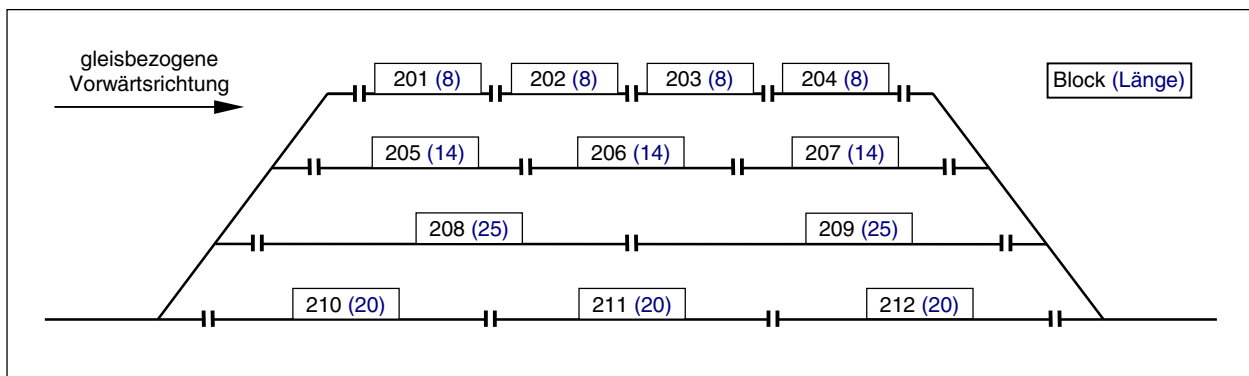 gleisbezogene
Vorwärtsrichtung
201 (8) 202 (8) 203 (8) 204 (8)
Block (Länge)
205 (14) 206 (14) 207 (14)
208 (25) 209 (25)
210 (20) 211 (20) 212 (20)